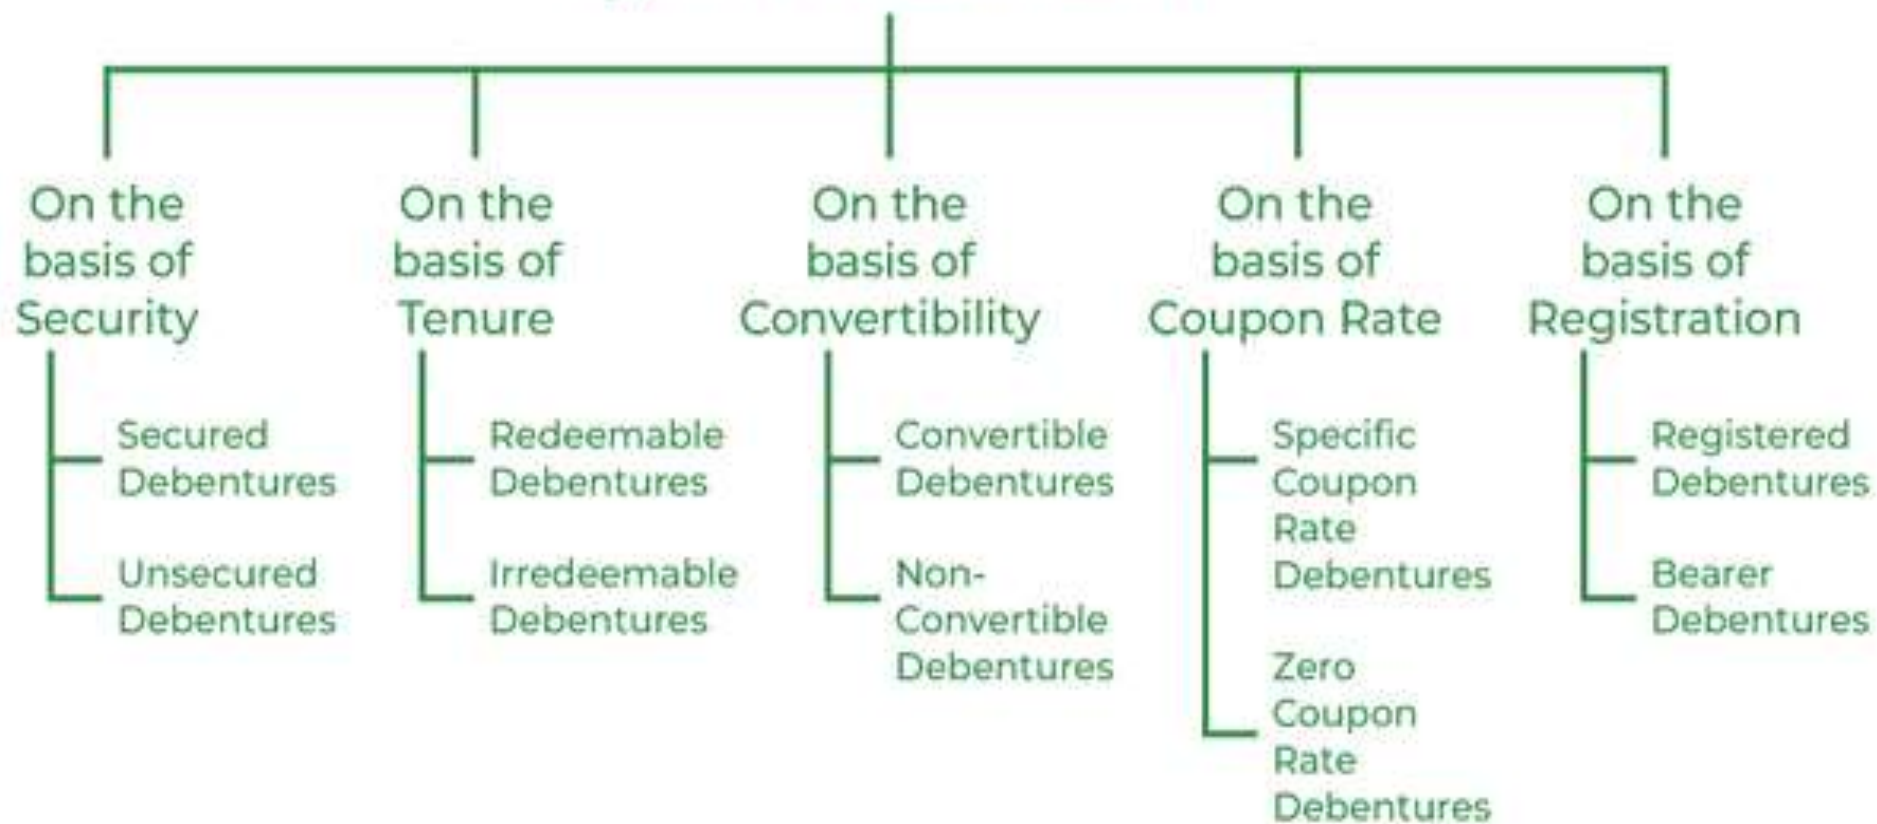 On the
basis of
Security
Secured
Debentures
Unsecured
Debentures
On the
basis of
Tenure
Redeemable
Debentures
Irredeemable
Debentures
On the
basis of
Convertibility
Convertible
Debentures
Non-
Convertible
Debentures
On the
basis of
Coupon Rate
Specific
Coupon
Rate
Debentures
Zero
Coupon
Rate
Debentures
On the
basis of
Registration
Registered
Debentures
Bearer
Debentures